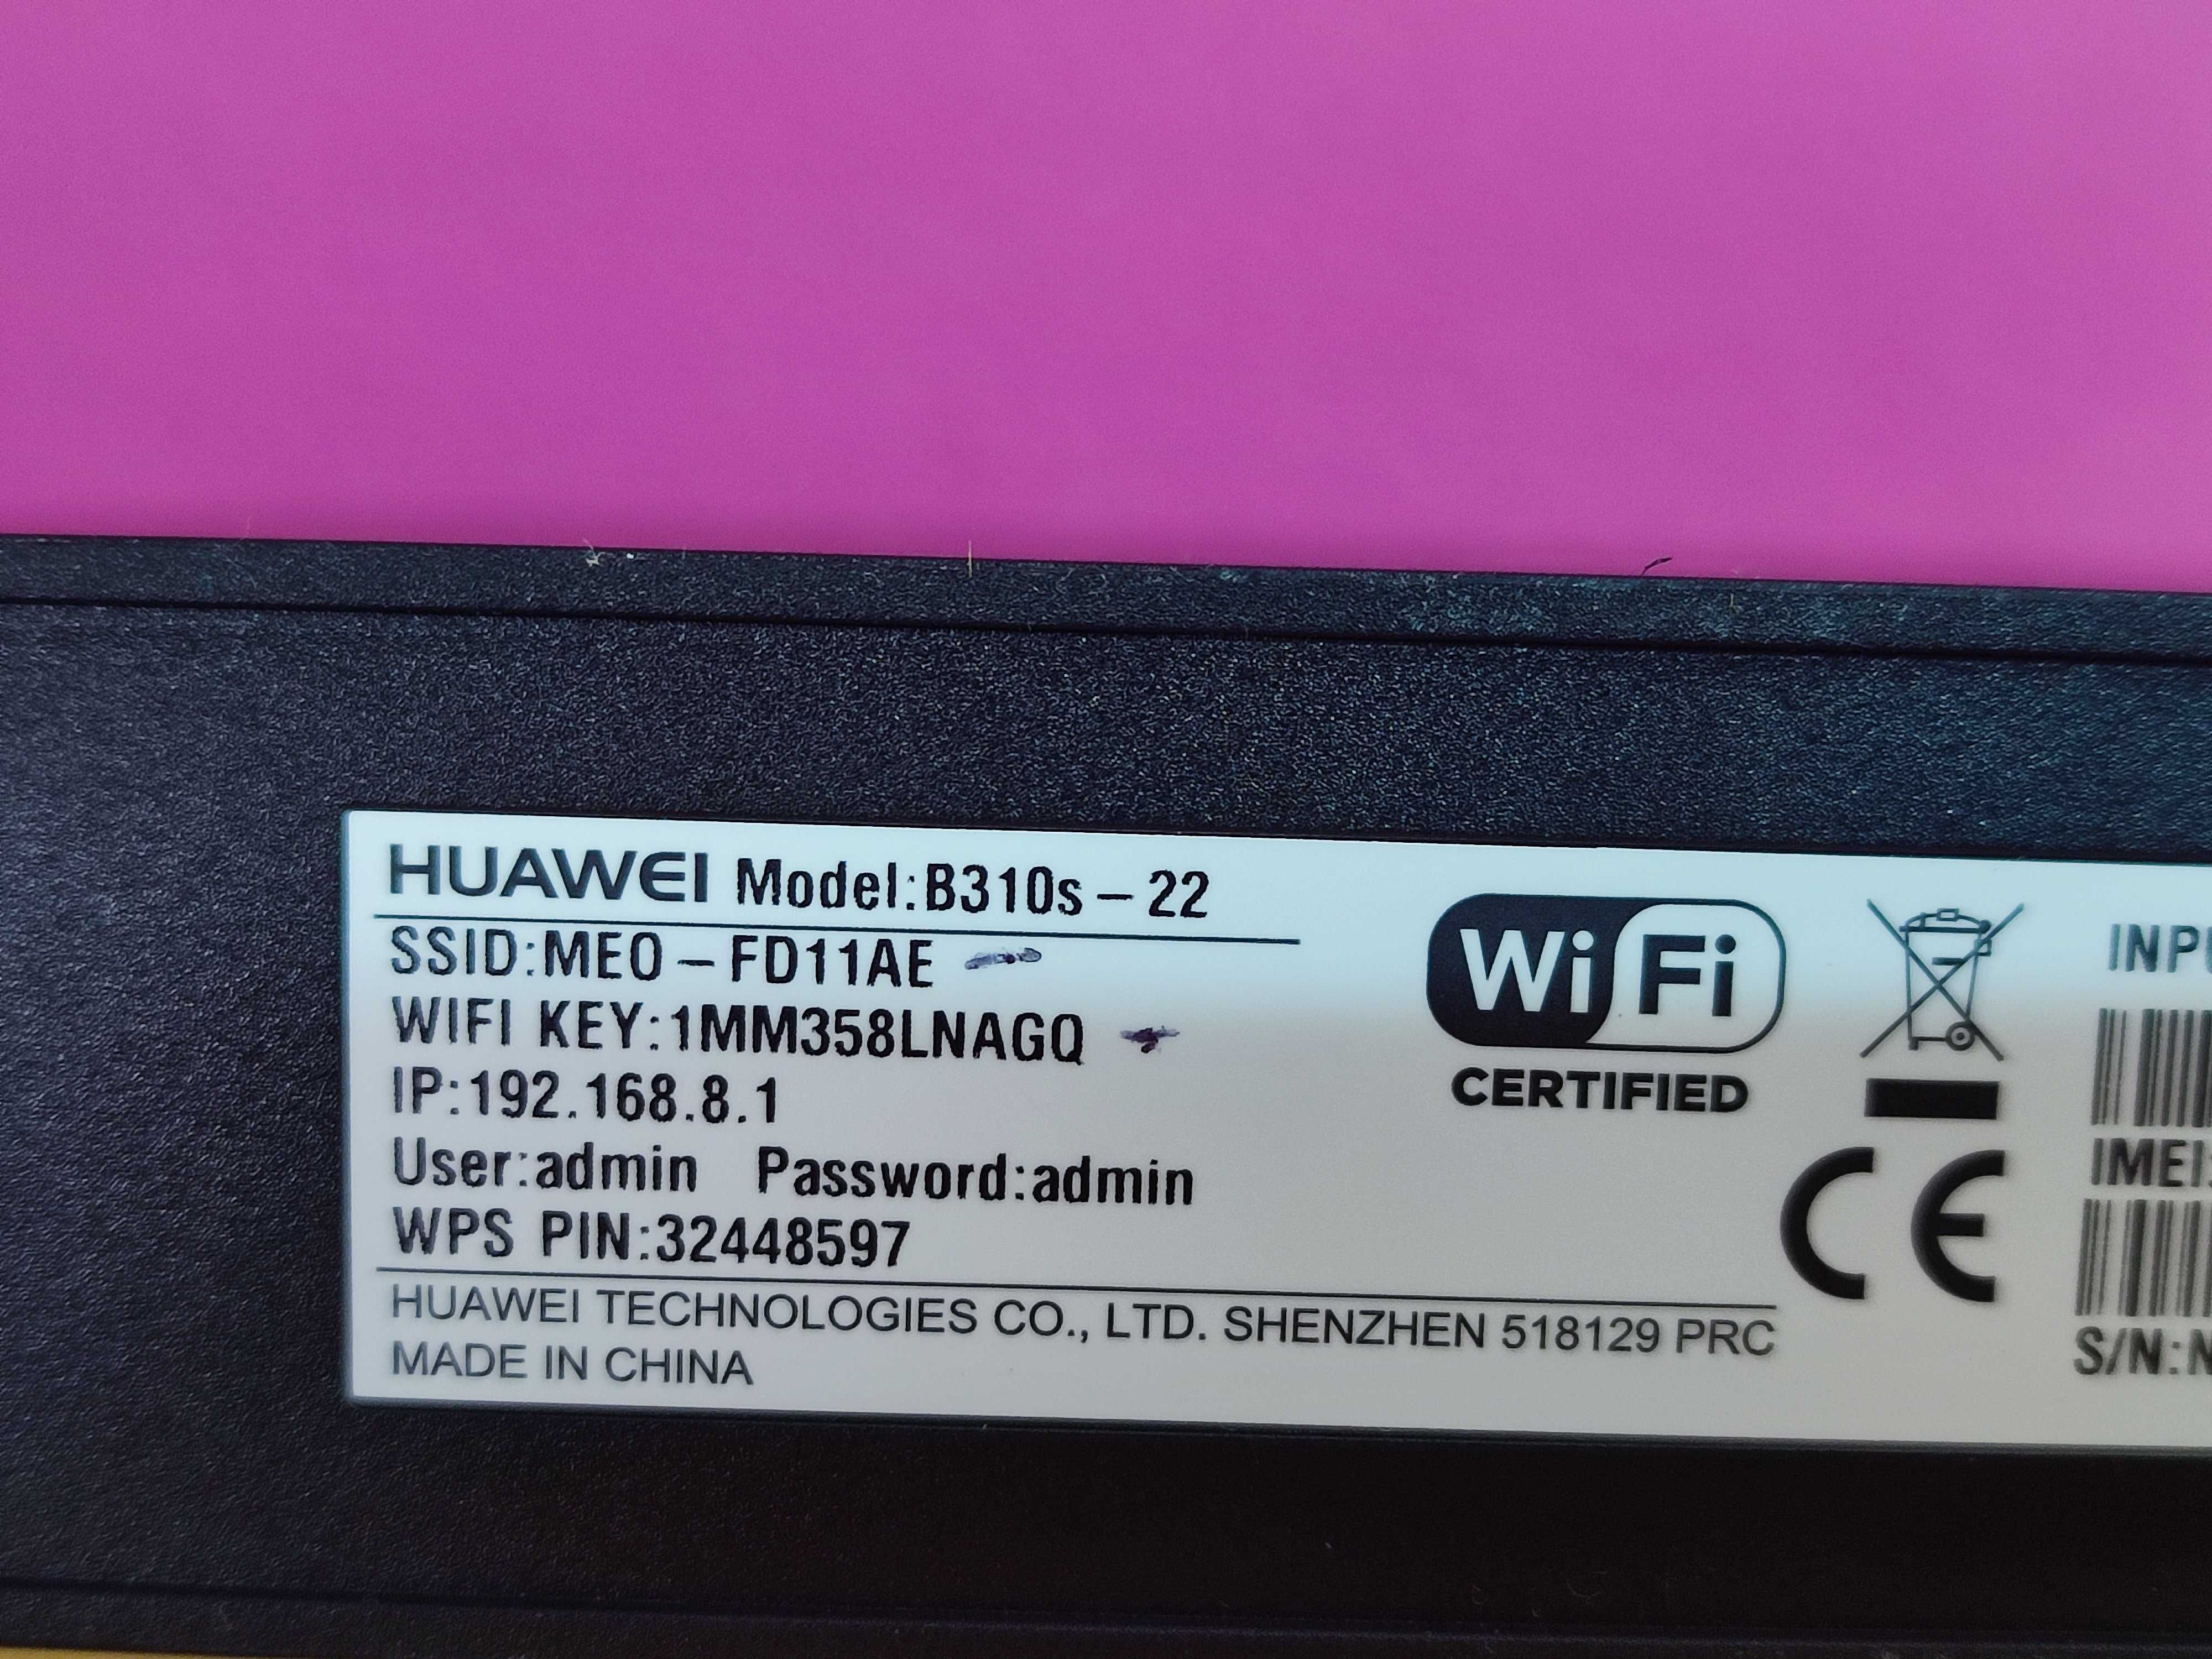 HUAWEI Model:B310s-22
SSID:MEO-FD11AE
WIFI KEY:1MM358LNAGQ
IP:192.168.8.1
User:admin Password:admin
WPS PIN:32448597
HUAWEI TECHNOLOGIES CO., LTD. SHENZHEN 518129 PRC
MADE IN CHINA
WiFi
CERTIFIED
CE
IMEI:
S/N: